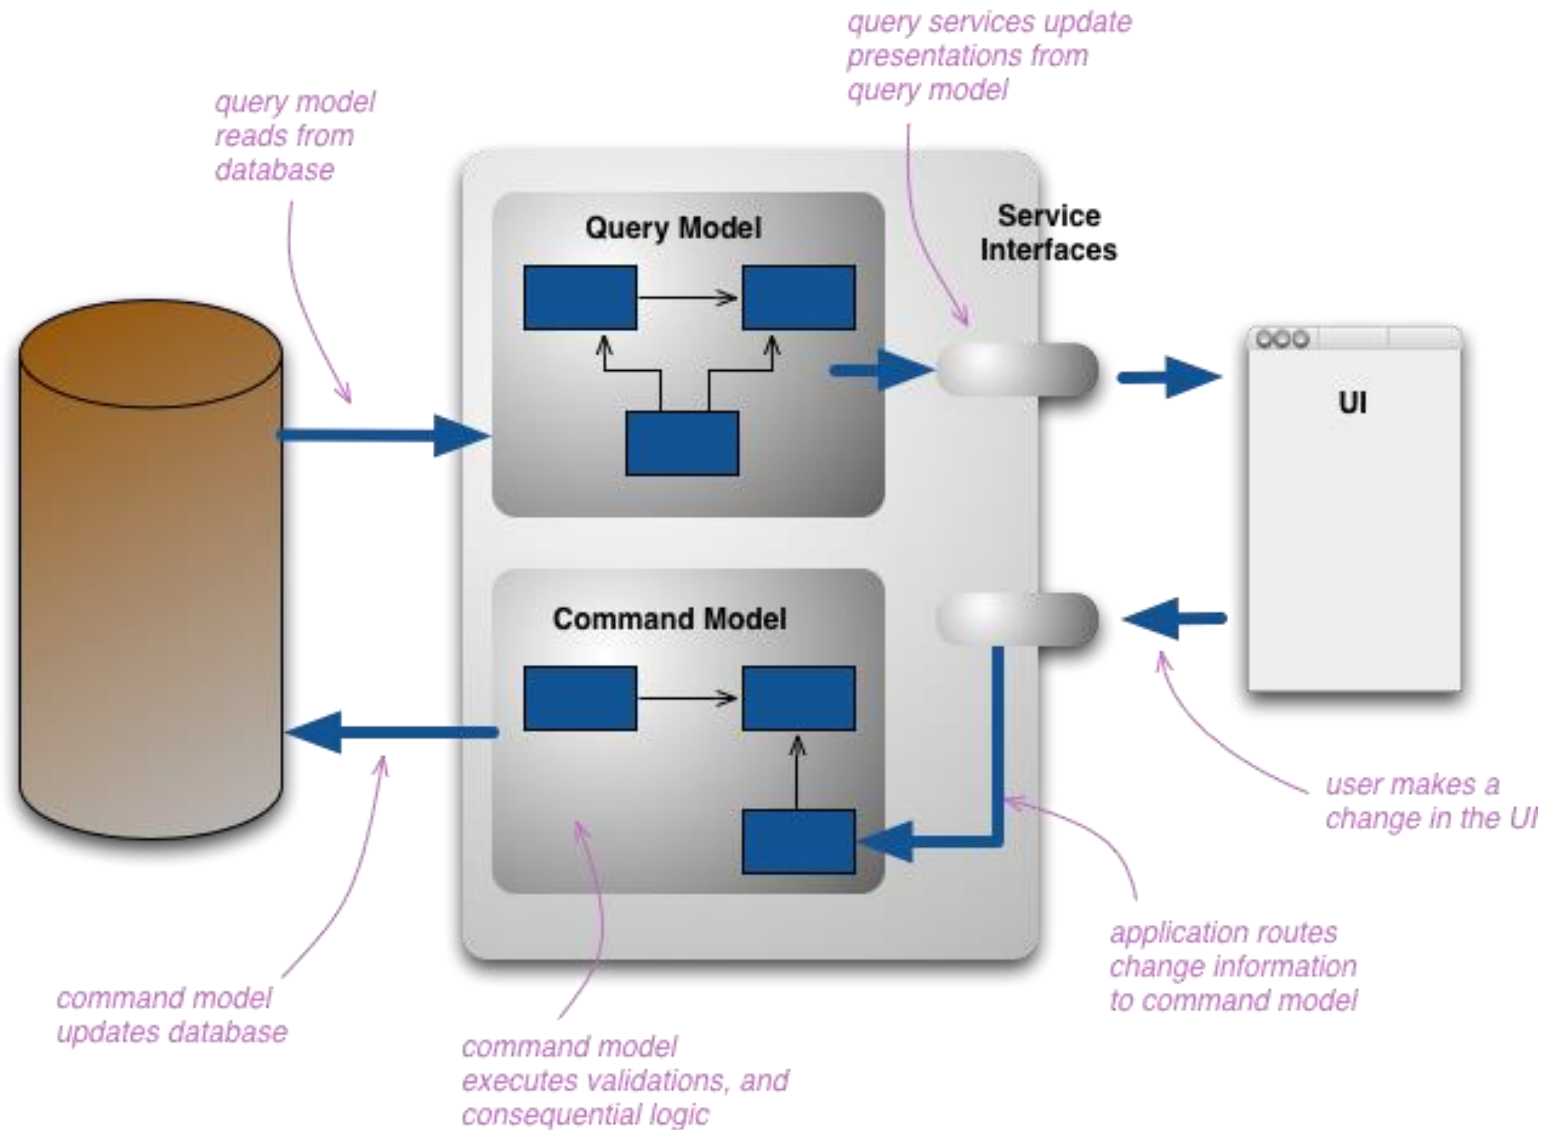 query services update
presentations from
query model
query model
reads from
database
Query Model
Service
Interfaces
UI
Command Model
user makes a
change in the UI
application routes
change information
to command model
command model
updates database
command model
executes validations, and
consequential logic